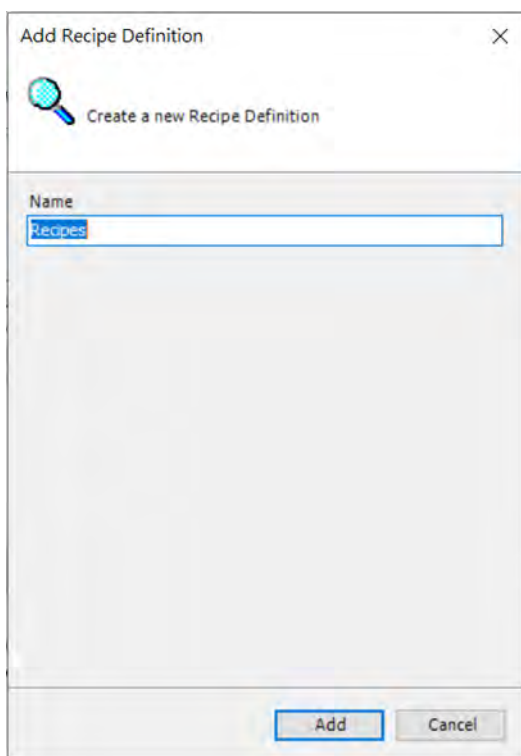 Add Recipe Definition
Create a new Recipe Definition
Name
Recipes
Add Cancel